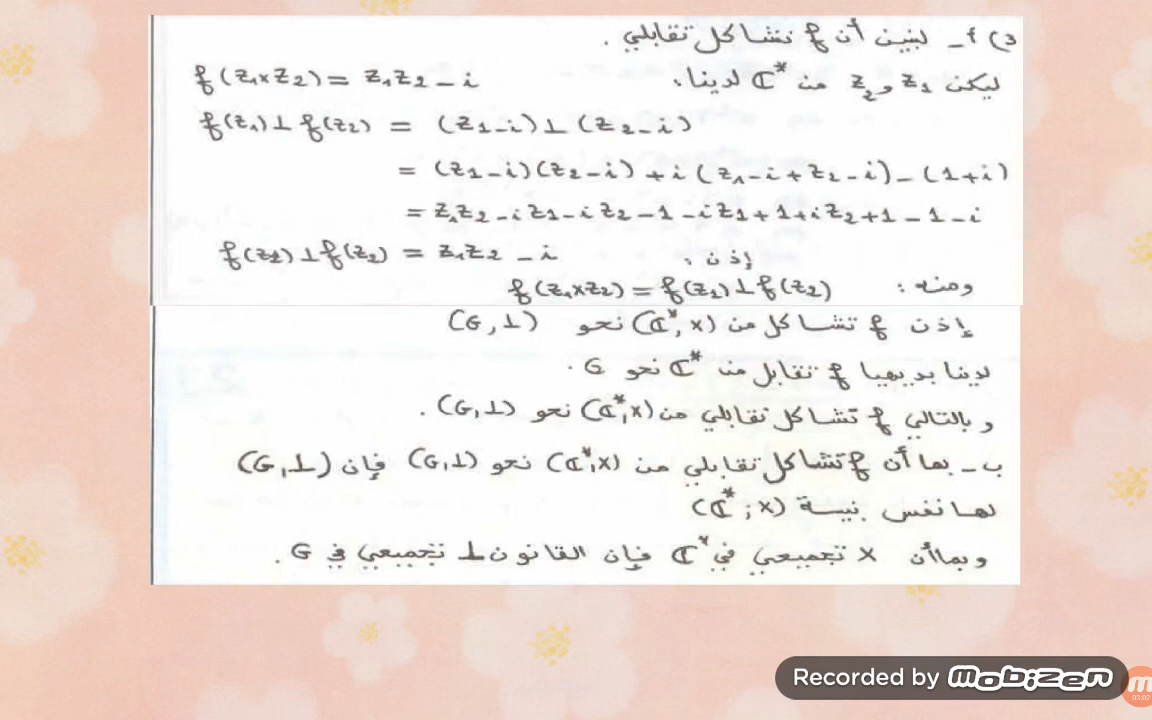 3) أ – لنبين أن f تشاكل تقابلي .
ليكن z₁ و z₂ من ℂ* لدينا: f(z₁×z₂) = z₁z₂ – i
f(z₁)⊥f(z₂) = (z₁–i)⊥(z₂–i)
= (z₁–i)(z₂–i)+i(z₁–i+z₂–i)–(1+i)
= z₁z₂–iz₁–iz₂–1–iz₁+1+iz₂+1–1–i
إذن : f(z₁)⊥f(z₂) = z₁z₂ – i
ومنه : f(z₁×z₂) = f(z₁)⊥f(z₂)
إذن f تشاكل من (ℂ*,×) نحو (G,⊥)
لدينا بديهيا f تقابل من ℂ* نحو G .
و بالتالي f تشاكل تقابلي من (ℂ*,×) نحو (G,⊥) .
ب – بما أن f تشاكل تقابلي من (ℂ*,×) نحو (G,⊥) فإن (G,⊥)
لها نفس بنية (ℂ*;×)
وبما أن × تجميعي في ℂ* فإن القانون ⊥ تجميعي في G .
Recorded by mobizen
03:02